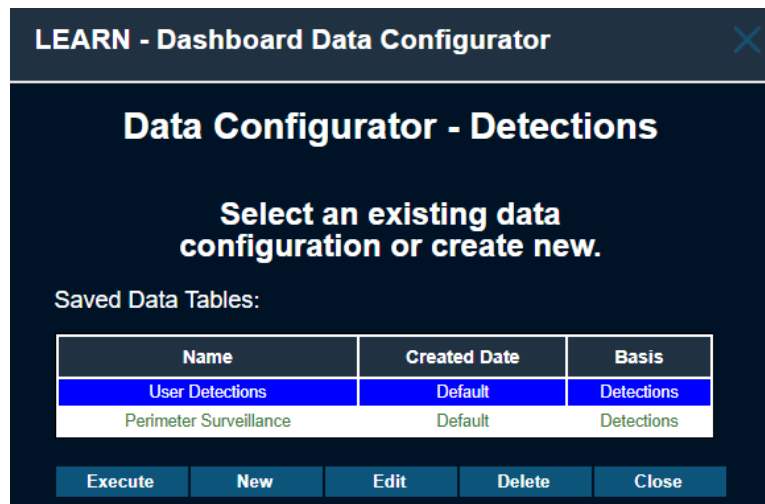 LEARN - Dashboard Data Configurator
Data Configurator - Detections
Select an existing data
configuration or create new.
Saved Data Tables:
Name Created Date Basis
User Detections Default Detections
Perimeter Surveillance Default Detections
Execute New Edit Delete Close